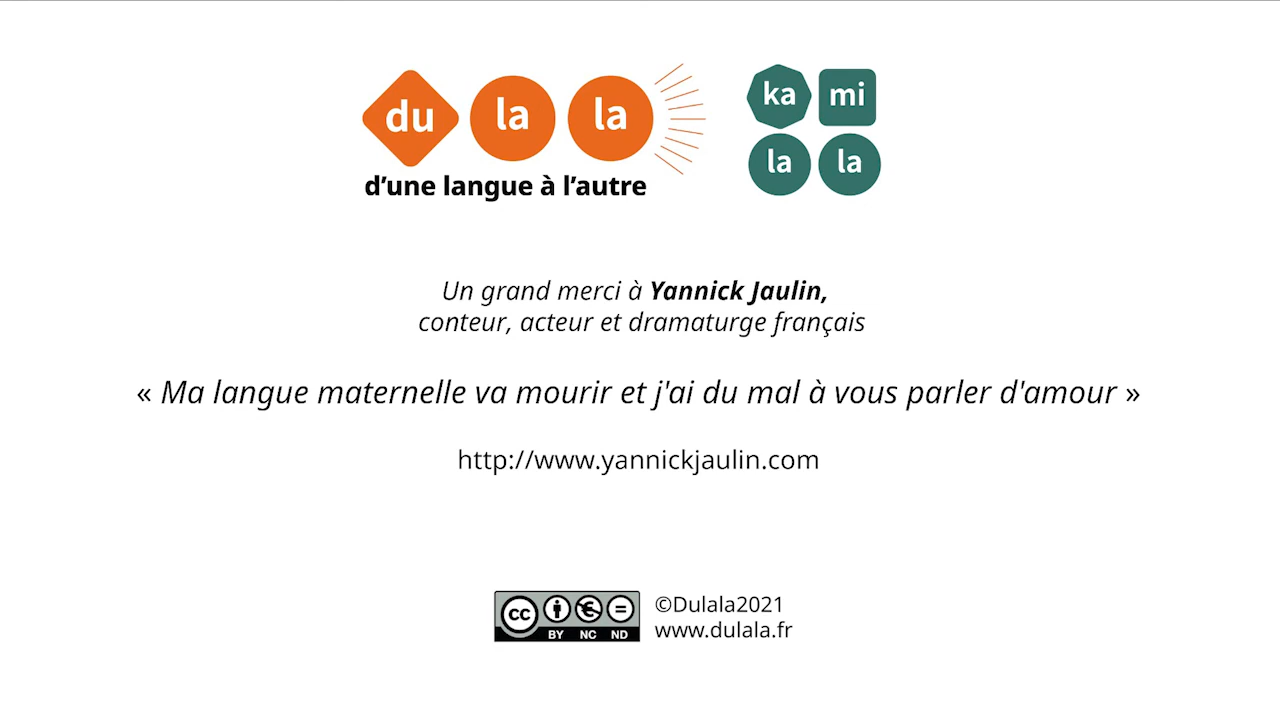 du la la
d’une langue à l’autre
ka mi
la la
Un grand merci à Yannick Jaulin,
conteur, acteur et dramaturge français
« Ma langue maternelle va mourir et j'ai du mal à vous parler d'amour »
http://www.yannickjaulin.com
cc
BY NC ND
©Dulala2021
www.dulala.fr